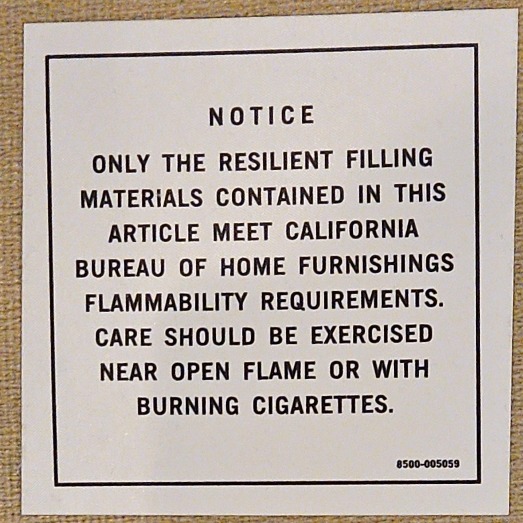 NOTICE
ONLY THE RESILIENT FILLING
MATERIALS CONTAINED IN THIS
ARTICLE MEET CALIFORNIA
BUREAU OF HOME FURNISHINGS
FLAMMABILITY REQUIREMENTS.
CARE SHOULD BE EXERCISED
NEAR OPEN FLAME OR WITH
BURNING CIGARETTES.
8500-005059